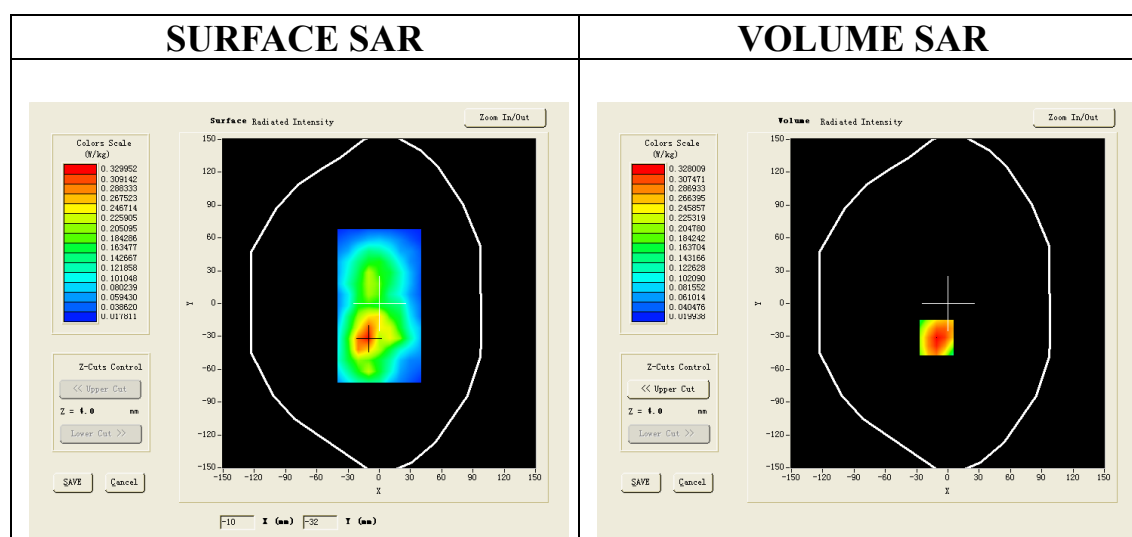 SURFACE SAR
VOLUME SAR
Surface Radiated Intensity
Zoom In/Out
Colors Scale
(W/kg)
0.329952
0.309142
0.288333
0.267523
0.246714
0.225905
0.205095
0.184286
0.163477
0.142667
0.121858
0.101048
0.080239
0.059430
0.038620
0.017811
150
120
90
60
30
0
-30
-60
-90
-120
-150
Y
-150 -120 -90 -60 -30 0 30 60 90 120 150
X
Z-Cuts Control
<< Upper Cut
Z = 4.0 mm
Lower Cut >>
SAVE Cancel
-10 X (mm) -32 Y (mm)
Volume Radiated Intensity
Zoom In/Out
Colors Scale
(W/kg)
0.328009
0.307471
0.286933
0.266395
0.245857
0.225319
0.204780
0.184242
0.163704
0.143166
0.122628
0.102090
0.081552
0.061014
0.040476
0.019938
150
120
90
60
30
0
-30
-60
-90
-120
-150
Y
-150 -120 -90 -60 -30 0 30 60 90 120 150
X
Z-Cuts Control
<< Upper Cut
Z = 4.0 mm
Lower Cut >>
SAVE Cancel